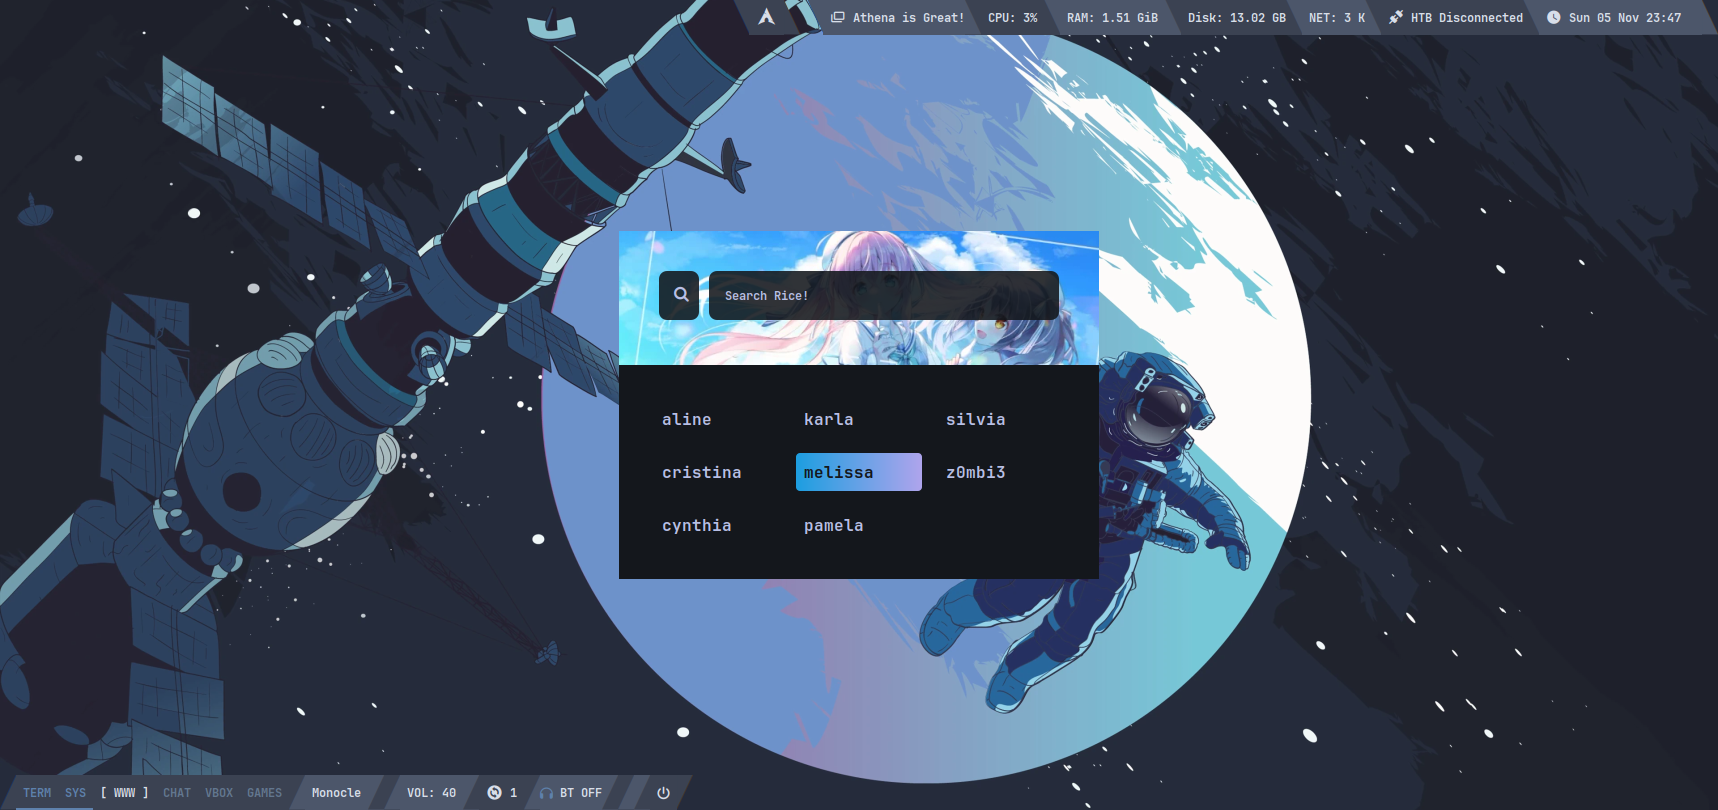 Athena is Great! CPU: 3% RAM: 1.51 GiB Disk: 13.02 GB NET: 3 K HTB Disconnected Sun 05 Nov 23:47
Search Rice!
aline karla silvia
cristina melissa z0mbi3
cynthia pamela
TERM SYS [ WWW ] CHAT VBOX GAMES Monocle VOL: 40 1 BT OFF